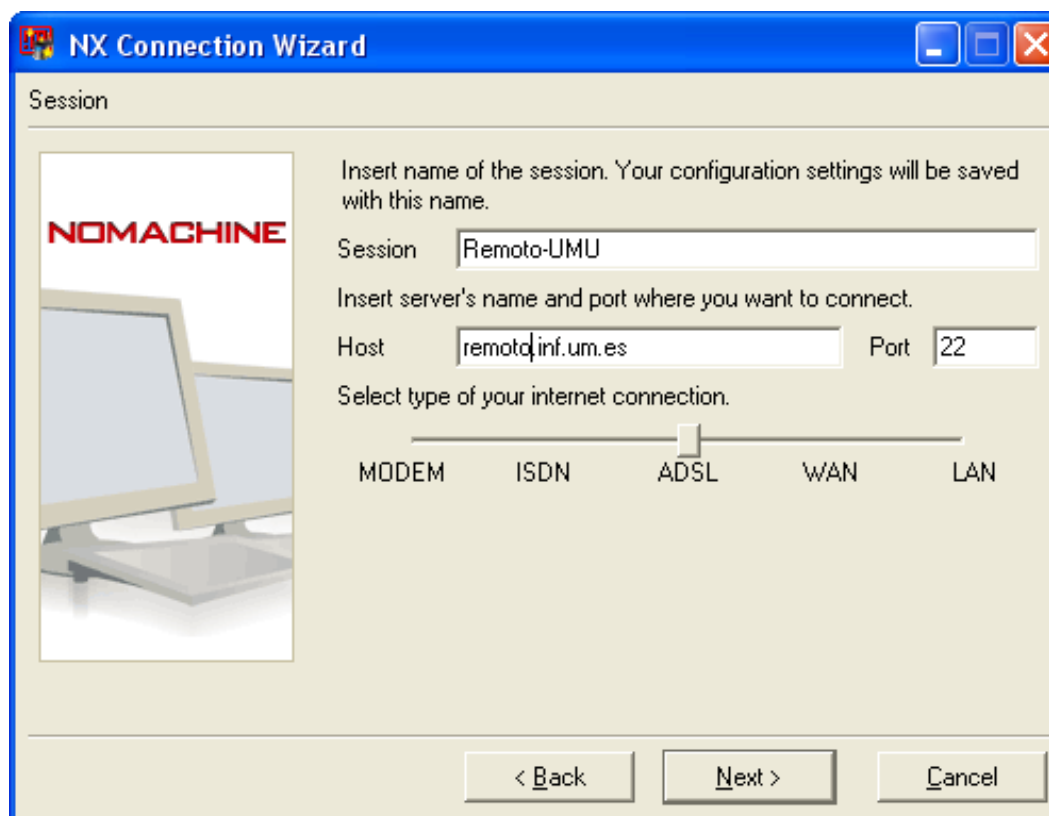 NX Connection Wizard
Session
NOMACHINE
Insert name of the session. Your configuration settings will be saved
with this name.
Session Remoto-UMU
Insert server's name and port where you want to connect.
Host remoto.inf.um.es Port 22
Select type of your internet connection.
MODEM ISDN ADSL WAN LAN
< Back Next > Cancel